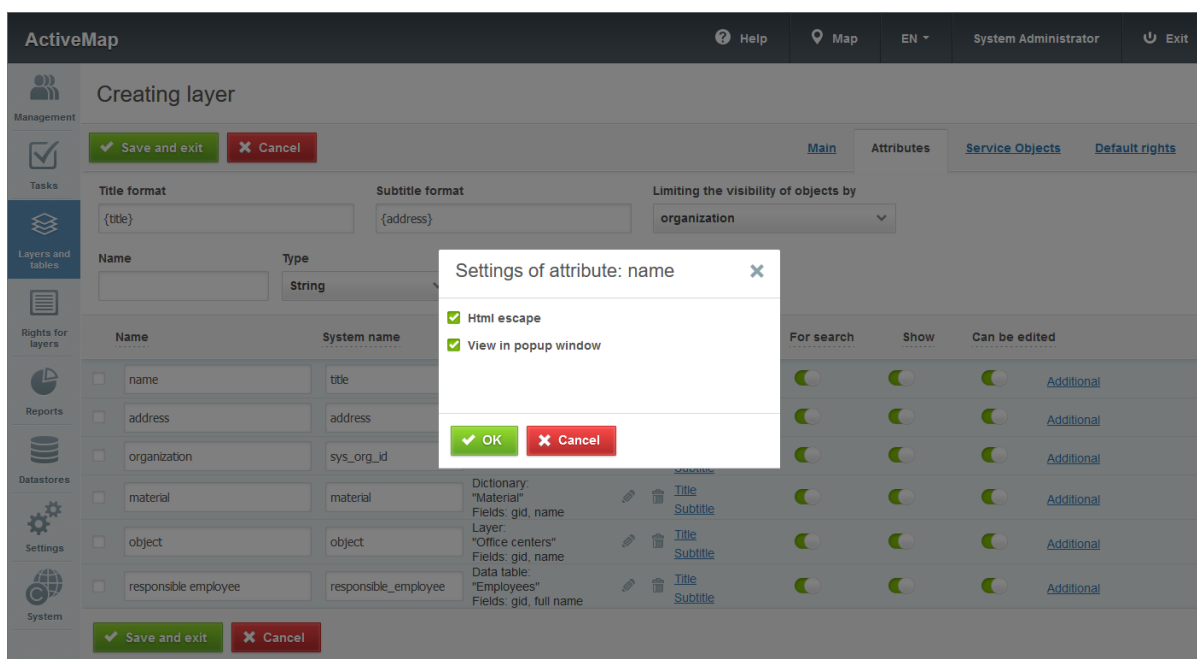 ActiveMap
Help
Map
EN
System Administrator
Exit
Management
Tasks
Layers and
tables
Rights for
layers
Reports
Datastores
Settings
System
Creating layer
Save and exit
Cancel
Main
Attributes
Service Objects
Default rights
Title format
Subtitle format
Limiting the visibility of objects by
{title}
{address}
organization
Name
Type
String
Settings of attribute: name
Html escape
View in popup window
OK
Cancel
Name
System name
For search
Show
Can be edited
name
title
Additional
address
address
Additional
organization
sys_org_id
Subtitle
Additional
material
material
Dictionary:
"Material"
Fields: gid, name
Title
Subtitle
Additional
object
object
Layer:
"Office centers"
Fields: gid, name
Title
Subtitle
Additional
responsible employee
responsible_employee
Data table:
"Employees"
Fields: gid, full name
Title
Subtitle
Additional
Save and exit
Cancel